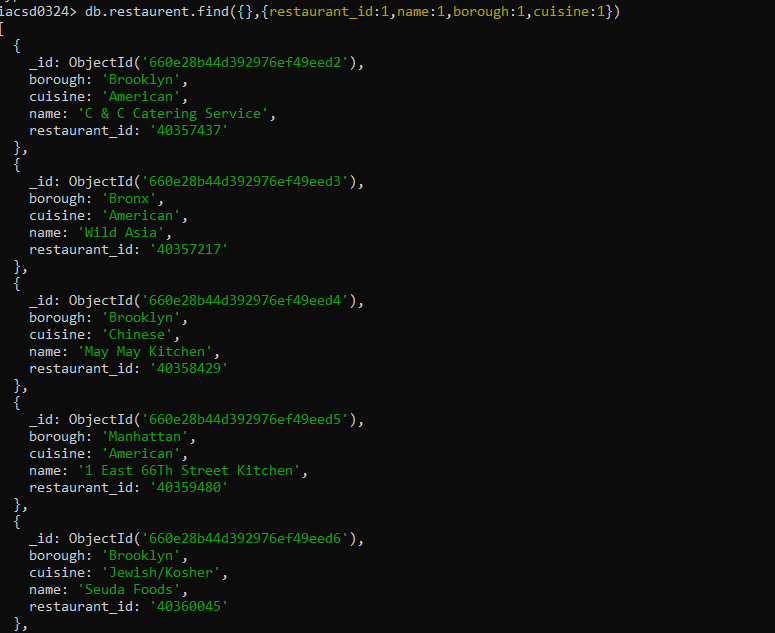 iacsd0324> db.restaurent.find({},{restaurant_id:1,name:1,borough:1,cuisine:1})
[
  {
    _id: ObjectId('660e28b44d392976ef49eed2'),
    borough: 'Brooklyn',
    cuisine: 'American',
    name: 'C & C Catering Service',
    restaurant_id: '40357437'
  },
  {
    _id: ObjectId('660e28b44d392976ef49eed3'),
    borough: 'Bronx',
    cuisine: 'American',
    name: 'Wild Asia',
    restaurant_id: '40357217'
  },
  {
    _id: ObjectId('660e28b44d392976ef49eed4'),
    borough: 'Brooklyn',
    cuisine: 'Chinese',
    name: 'May May Kitchen',
    restaurant_id: '40358429'
  },
  {
    _id: ObjectId('660e28b44d392976ef49eed5'),
    borough: 'Manhattan',
    cuisine: 'American',
    name: '1 East 66Th Street Kitchen',
    restaurant_id: '40359480'
  },
  {
    _id: ObjectId('660e28b44d392976ef49eed6'),
    borough: 'Brooklyn',
    cuisine: 'Jewish/Kosher',
    name: 'Seuda Foods',
    restaurant_id: '40360045'
  },